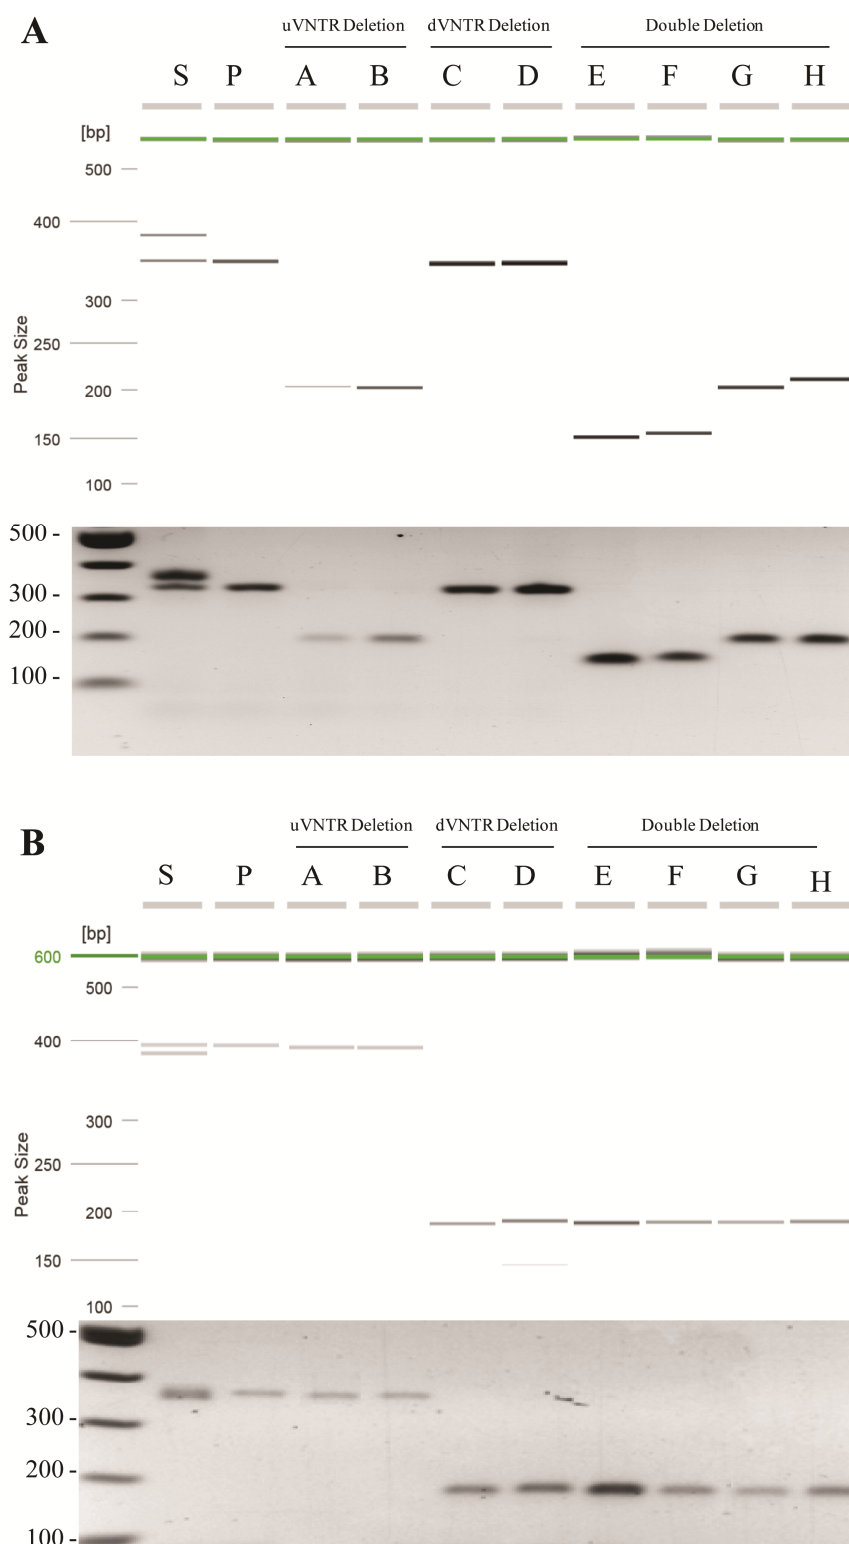 A
uVNTR Deletion dVNTR Deletion Double Deletion
S P A B C D E F G H
[bp]
500
400
300
250
200
150
100
Peak Size
500 -
300 -
200 -
100 -
B
uVNTR Deletion dVNTR Deletion Double Deletion
S P A B C D E F G H
[bp]
600
500
400
300
250
200
150
100
Peak Size
500 -
300 -
200 -
100 -